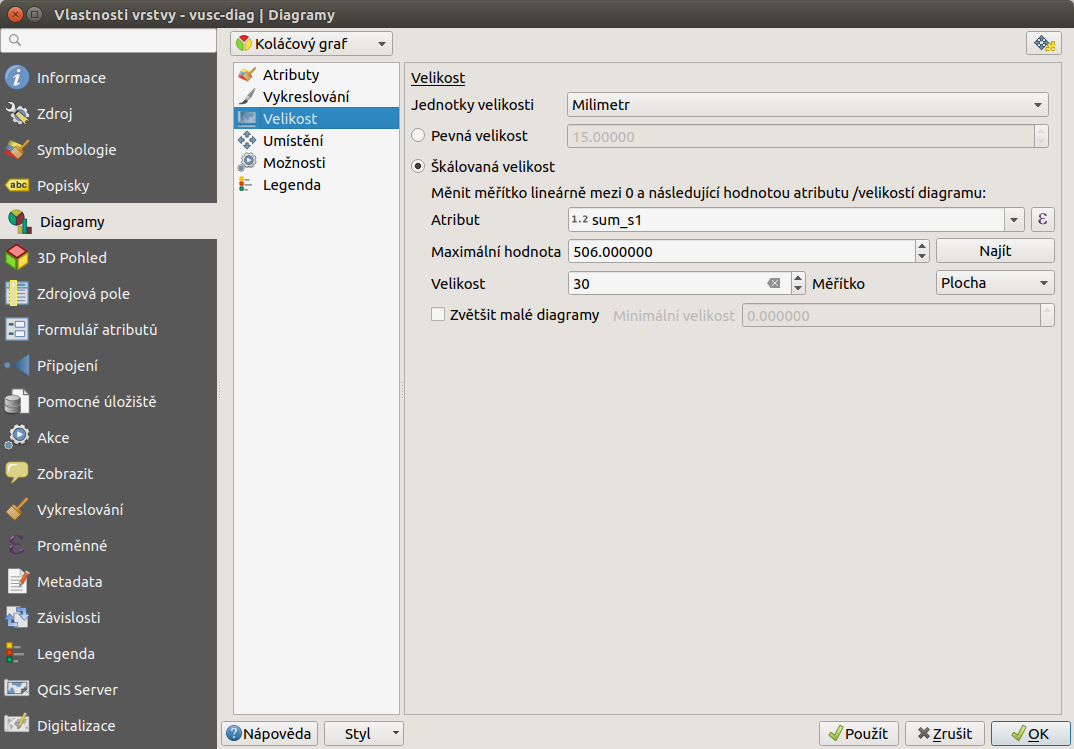 Vlastnosti vrstvy - vusc-diag | Diagramy
Informace
Zdroj
Symbologie
abc Popisky
Diagramy
3D Pohled
Zdrojová pole
Formulář atributů
Připojení
Pomocné úložiště
Akce
Zobrazit
Vykreslování
Proměnné
Metadata
Závislosti
Legenda
QGIS Server
Digitalizace
Koláčový graf
Atributy
Vykreslování
Velikost
Umístění
Možnosti
Legenda
Velikost
Jednotky velikosti Milimetr
Pevná velikost 15.00000
Škálovaná velikost
Měnit měřítko lineárně mezi 0 a následující hodnotou atributu /velikostí diagramu:
Atribut 1.2 sum_s1 ε
Maximální hodnota 506.000000 Najít
Velikost 30 Měřítko Plocha
Zvětšit malé diagramy Minimální velikost 0.000000
Nápověda Styl Použít Zrušit OK